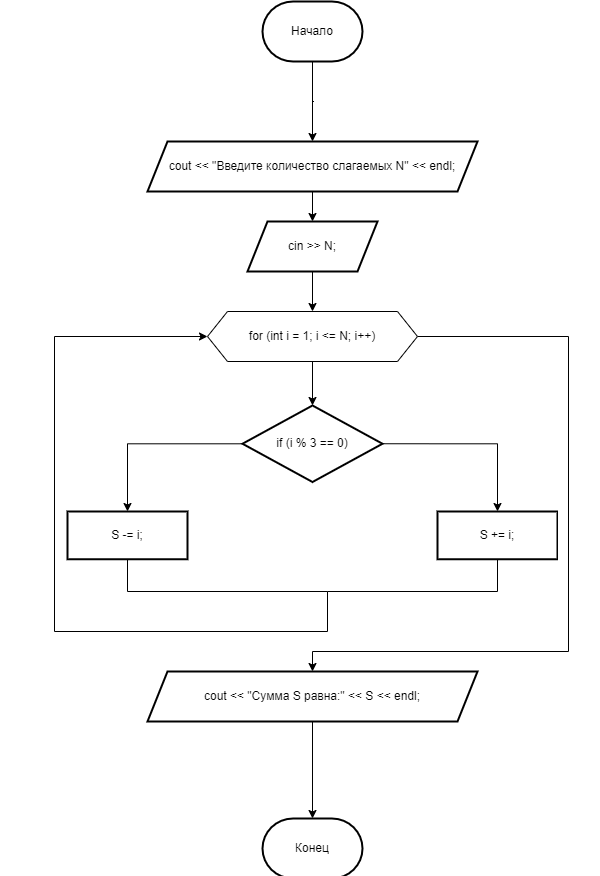 Начало
cout << "Введите количество слагаемых N" << endl;
cin >> N;
for (int i = 1; i <= N; i++)
if (i % 3 == 0)
S -= i;
S += i;
cout << "Сумма S равна:" << S << endl;
Конец